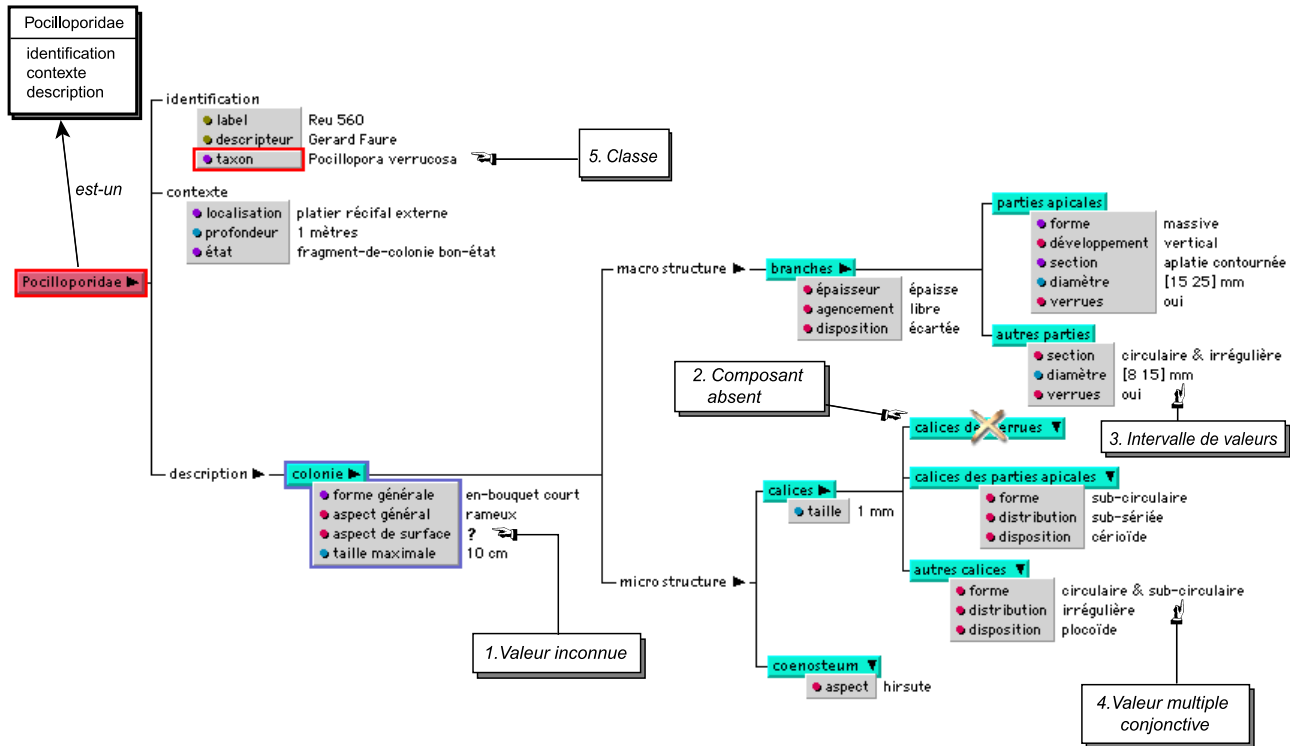 Pocilloporidae
identification
contexte
description
est-un
Pocilloporidae
identification
label Reu 560
descripteur Gerard Faure
taxon Pocillopora verrucosa
5. Classe
contexte
localisation platier récifal externe
profondeur 1 mètres
état fragment-de-colonie bon-état
description
colonie
forme générale en-bouquet court
aspect général rameux
aspect de surface ?
taille maximale 10 cm
1.Valeur inconnue
macro structure
branches
épaisseur épaisse
agencement libre
disposition écartée
parties apicales
forme massive
développement vertical
section aplatie contournée
diamètre [15 25] mm
verrues oui
autres parties
section circulaire & irrégulière
diamètre [8 15] mm
verrues oui
3. Intervalle de valeurs
2. Composant
absent
micro structure
calices
taille 1 mm
calices des verrues
calices des parties apicales
forme sub-circulaire
distribution sub-sériée
disposition cérioïde
autres calices
forme circulaire & sub-circulaire
distribution irrégulière
disposition plocoïde
4.Valeur multiple
conjonctive
coenosteum
aspect hirsute